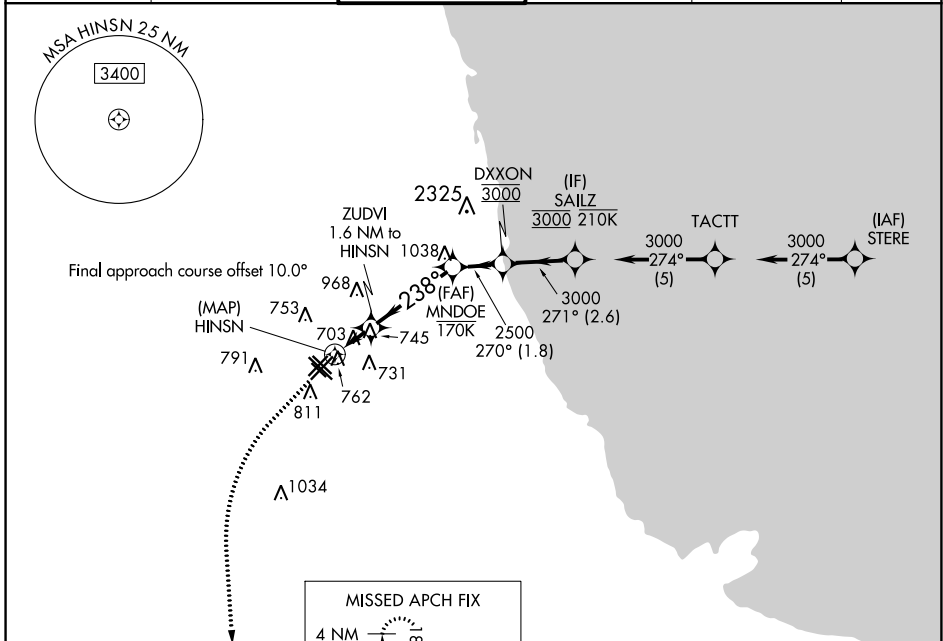 MSA HINSN 25 NM
3400
DXXON
3000
(IF)
SAILZ
3000 210K
TACTT
(IAF)
STERE
2325
ZUDVI
1.6 NM to
HINSN
1038
3000
274°
(5)
3000
274°
(5)
Final approach course offset 10.0°
968
238°
(FAF)
MNDOE
170K
3000
271° (2.6)
2500
270° (1.8)
(MAP)
HINSN
753
703
745
791
731
762
811
1034
MISSED APCH FIX
4 NM